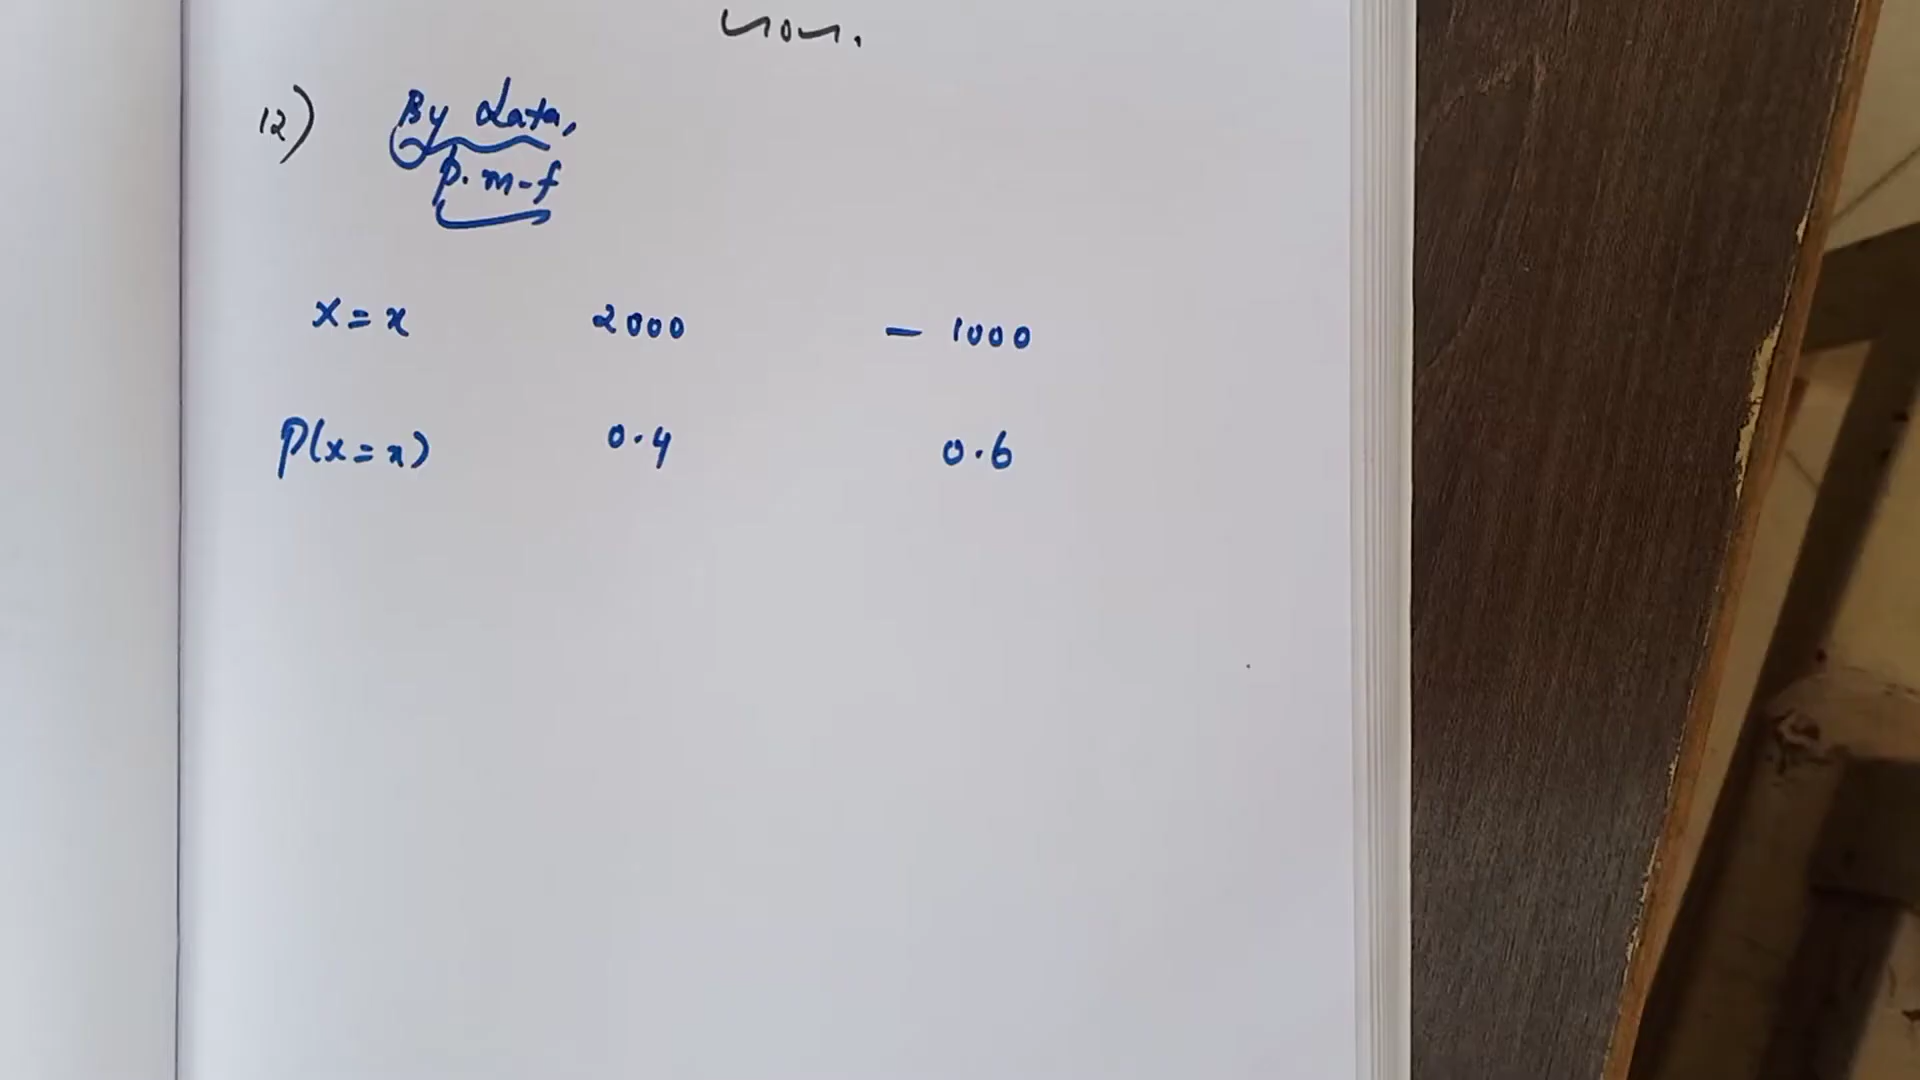 12) By data,
p.m-f
x = x 2000 - 1000
P(x = x) 0.4 0.6